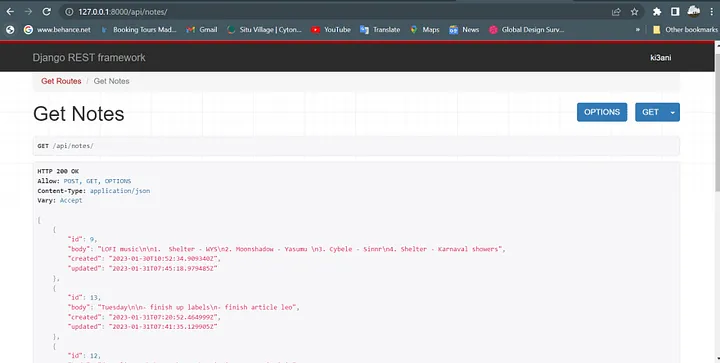 127.0.0.1:8000/api/notes/
www.behance.net
Booking Tours Mad...
Gmail
Situ Village | Cyton...
YouTube
Translate
Maps
News
Global Design Surv...
»
Other bookmarks
Django REST framework
ki3ani
Get Routes / Get Notes
Get Notes
OPTIONS
GET
GET /api/notes/
HTTP 200 OK
Allow: POST, GET, OPTIONS
Content-Type: application/json
Vary: Accept
[
{
"id": 9,
"body": "LOFI music\n\n1.  Shelter - WYS\n2. Moonshadow - Yasumu \n3. Cybele - Sinnr\n4. Shelter - Karnaval showers",
"created": "2023-01-30T10:52:34.909340Z",
"updated": "2023-01-31T07:45:18.979485Z"
},
{
"id": 13,
"body": "Tuesday\n\n- finish up labels\n- finish article leo",
"created": "2023-01-31T07:20:52.464999Z",
"updated": "2023-01-31T07:41:35.129905Z"
},
{
"id": 12,